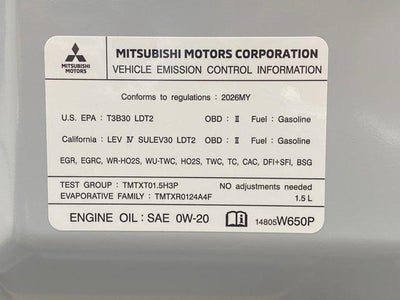 MITSUBISHI MOTORS
MITSUBISHI MOTORS CORPORATION
VEHICLE EMISSION CONTROL INFORMATION
Conforms to regulations : 2026MY
U.S. EPA : T3B30 LDT2 OBD : II Fuel : Gasoline
California : LEV IV SULEV30 LDT2 OBD : II Fuel : Gasoline
EGR, EGRC, WR-HO2S, WU-TWC, HO2S, TWC, TC, CAC, DFI+SFI, BSG
TEST GROUP : TMTXT01.5H3P NO adjustments needed
EVAPORATIVE FAMILY : TMTXR0124A4F 1.5 L
ENGINE OIL : SAE 0W-20 14805W650P